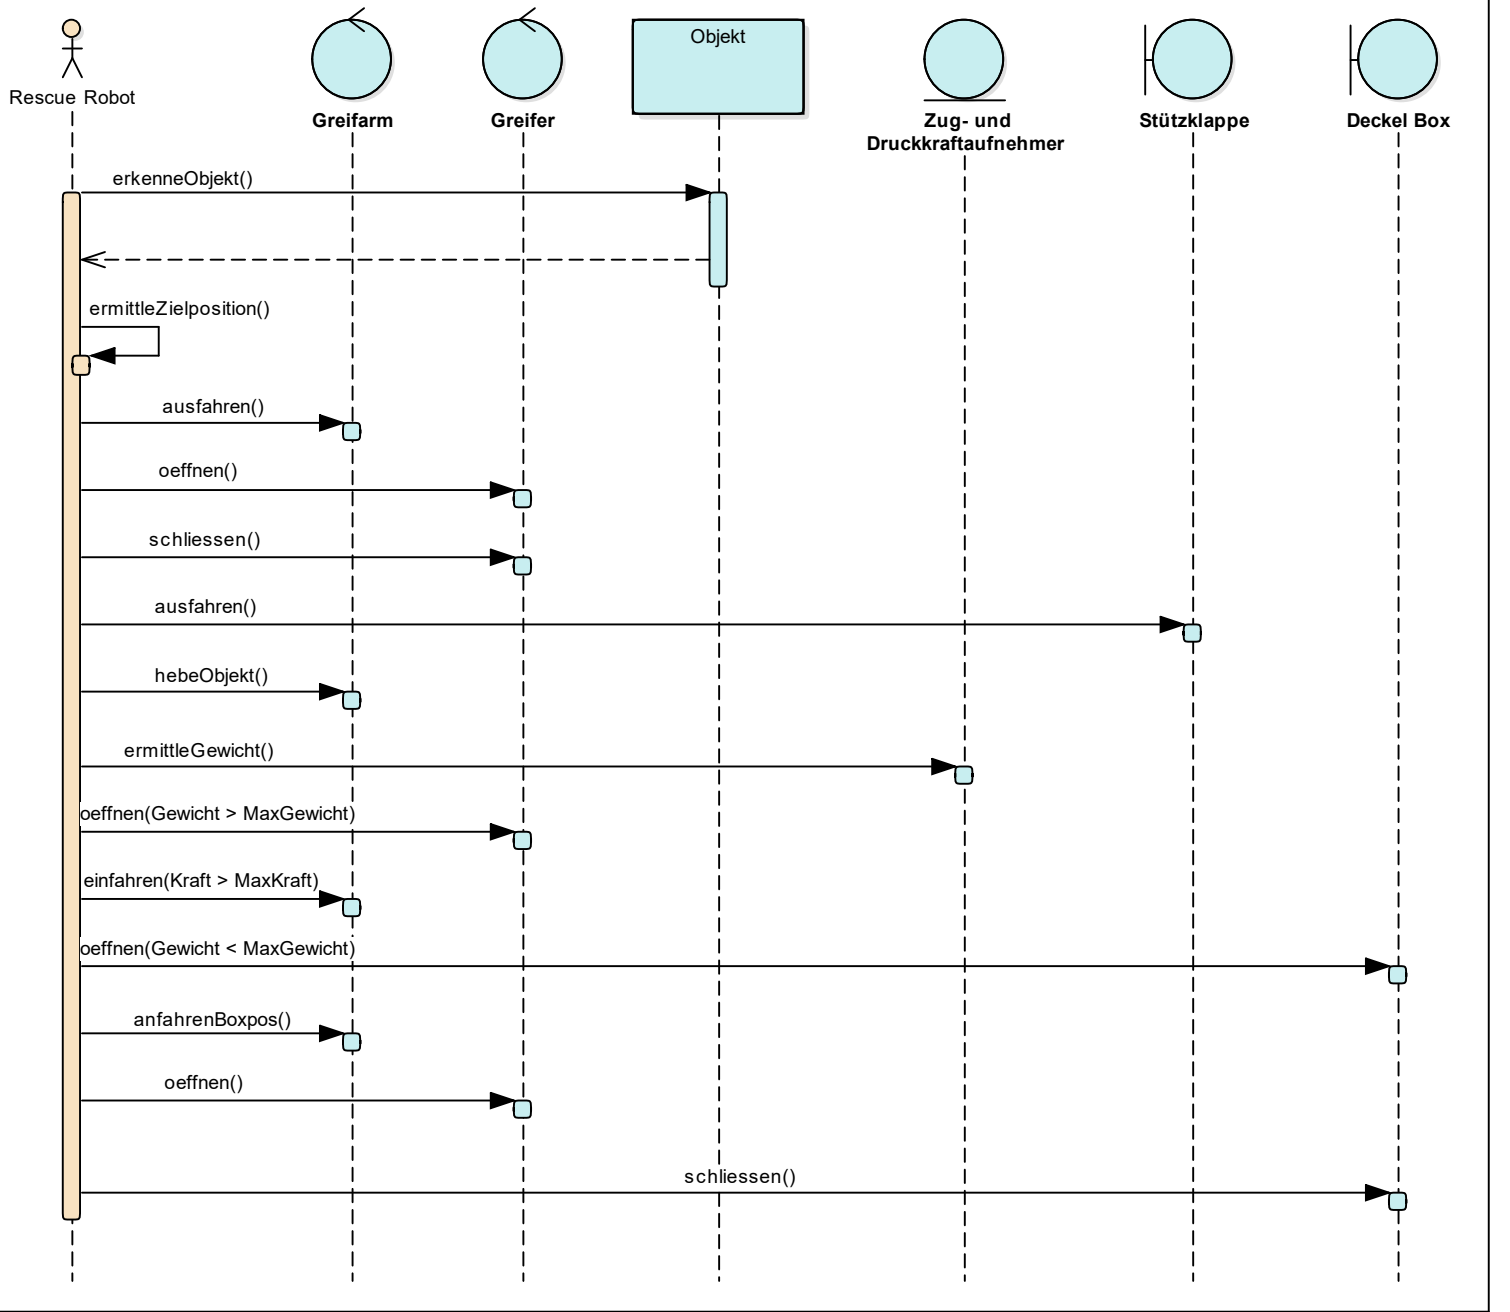 Objekt
Rescue Robot
Greifarm
Greifer
Zug- und
Druckkraftaufnehmer
Stützklappe
Deckel Box
erkenneObjekt()
ermittleZielposition()
ausfahren()
oeffnen()
schliessen()
ausfahren()
hebeObjekt()
ermittleGewicht()
oeffnen(Gewicht > MaxGewicht)
einfahren(Kraft > MaxKraft)
oeffnen(Gewicht < MaxGewicht)
anfahrenBoxpos()
oeffnen()
schliessen()